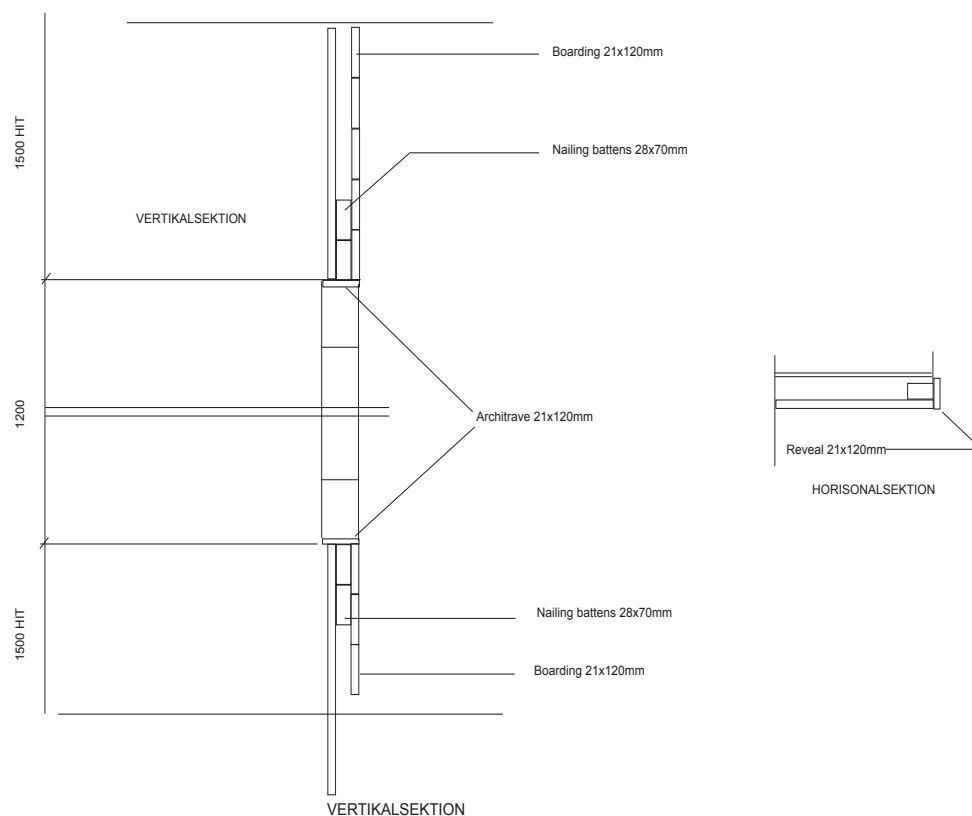 Boarding 21x120mm
1500 HIT
Nailing battens 28x70mm
VERTIKALSEKTION
1200
Architrave 21x120mm
Reveal 21x120mm
HORISONALSEKTION
1500 HIT
Nailing battens 28x70mm
Boarding 21x120mm
VERTIKALSEKTION